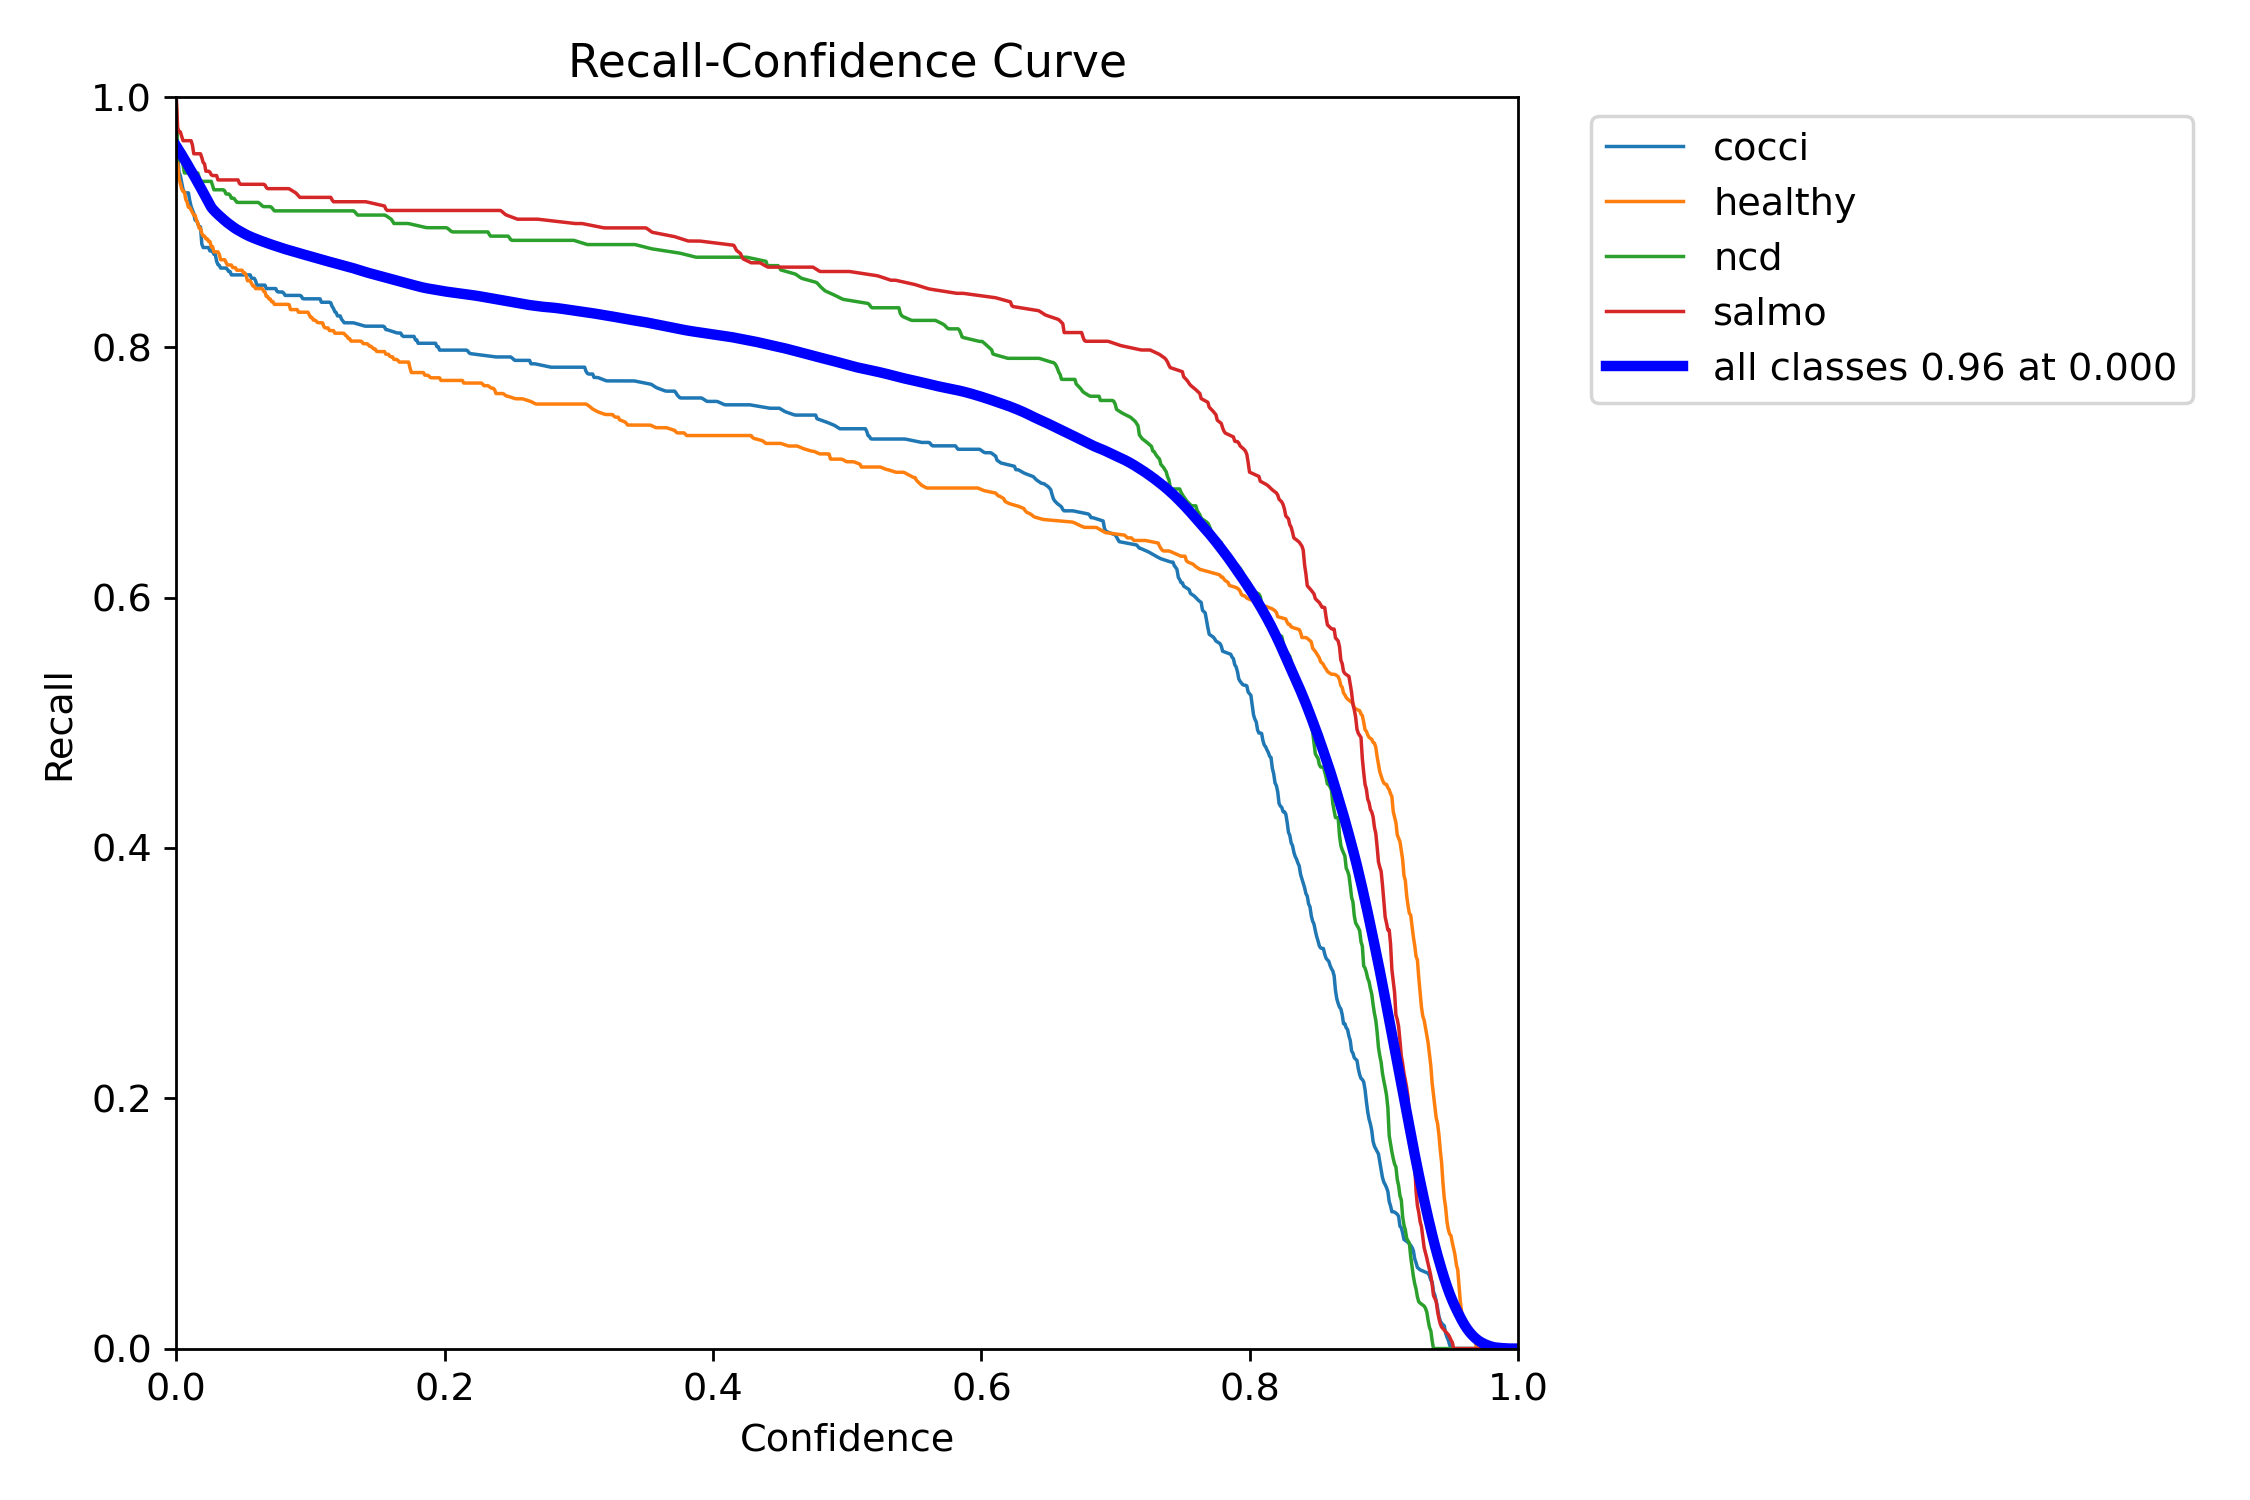 Recall-Confidence Curve
1.0
0.8
0.6
0.4
0.2
0.0
Recall
0.0 0.2 0.4 0.6 0.8 1.0
Confidence
cocci
healthy
ncd
salmo
all classes 0.96 at 0.000